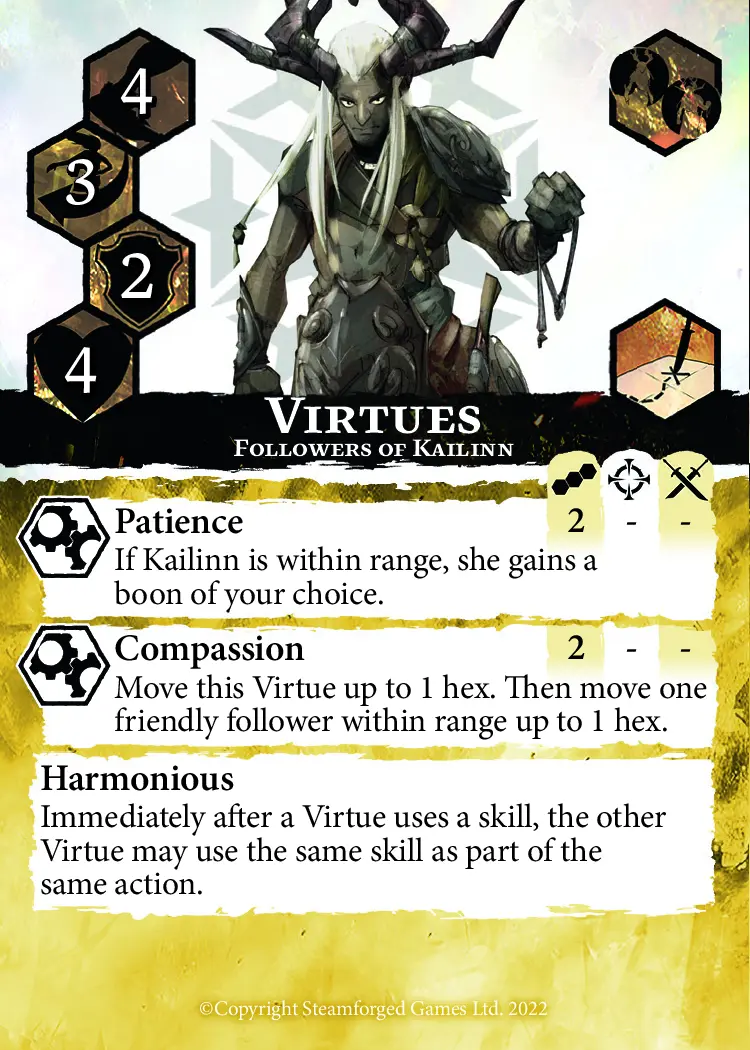 4
3
2
4
Virtues
Followers of Kailinn
Patience 2 - -
If Kailinn is within range, she gains a
boon of your choice.
Compassion 2 - -
Move this Virtue up to 1 hex. Then move one
friendly follower within range up to 1 hex.
Harmonious
Immediately after a Virtue uses a skill, the other
Virtue may use the same skill as part of the
same action.
©Copyright Steamforged Games Ltd. 2022